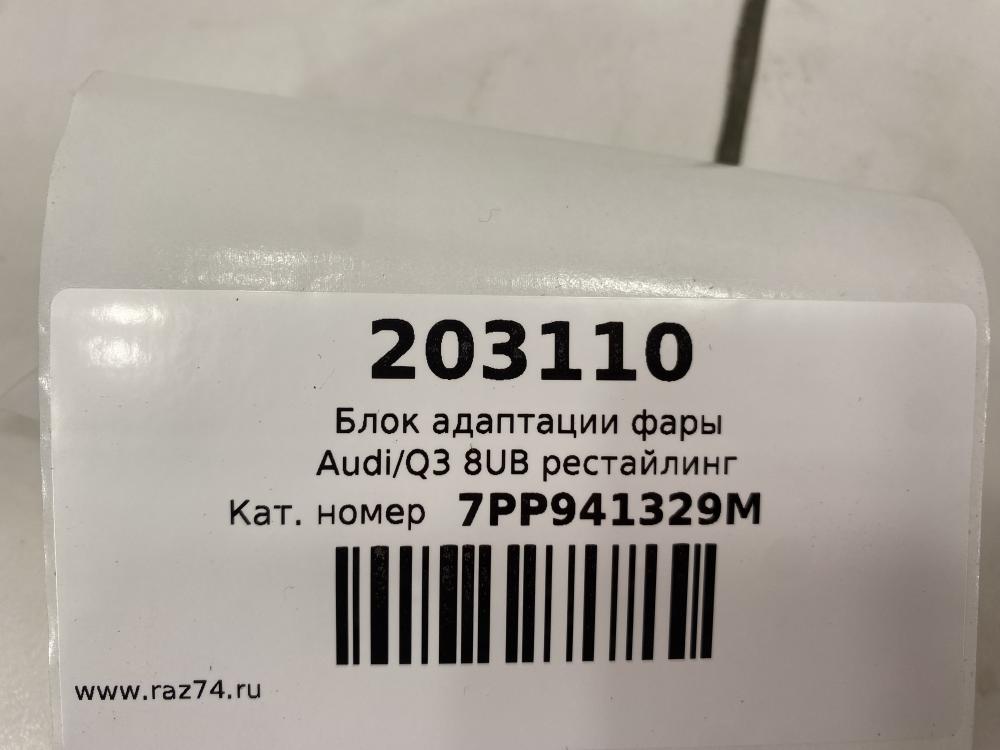 203110
Блок адаптации фары
Audi/Q3 8UB рестайлинг
Кат. номер 7PP941329M
www.raz74.ru